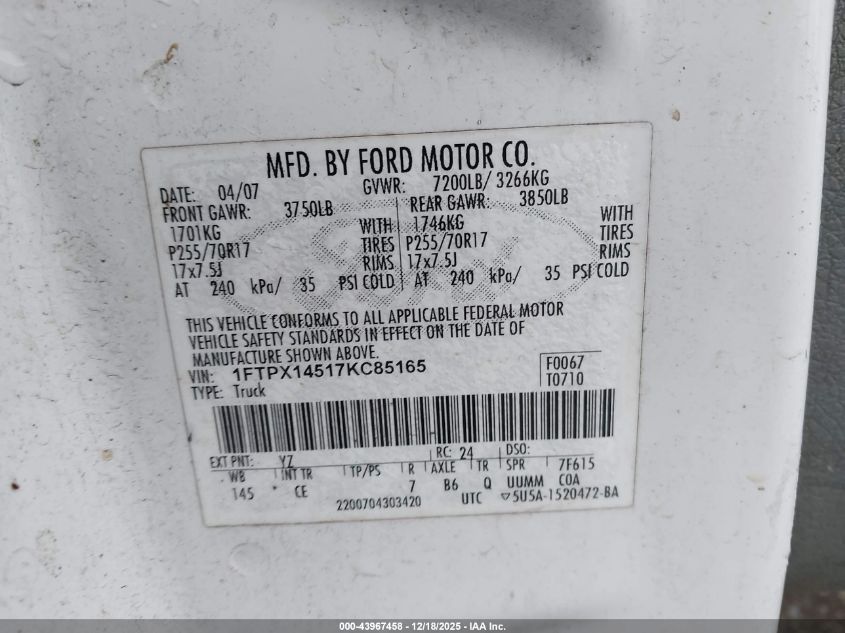 MFD. BY FORD MOTOR CO.
DATE: 04/07 GVWR: 7200LB/ 3266KG
FRONT GAWR: 3750LB REAR GAWR: 3850LB
1701KG WITH 1746KG WITH
P255/70R17 TIRES P255/70R17 TIRES
17x7.5J RIMS 17x7.5J RIMS
AT 240 kPa/ 35 PSI COLD AT 240 kPa/ 35 PSI COLD
THIS VEHICLE CONFORMS TO ALL APPLICABLE FEDERAL MOTOR
VEHICLE SAFETY STANDARDS IN EFFECT ON THE DATE OF
MANUFACTURE SHOWN ABOVE.
VIN: 1FTPX14517KC85165 F0067
TYPE: Truck T0710
EXT PNT: YZ RC: 24 DSO:
WB INT TR TP/PS R AXLE TR SPR 7F615
145 CE 7 B6 Q UUMM COA
2200704303420 UTC ▽5U5A-1520472-BA
000-43967458 - 12/18/2025 - IAA Inc.